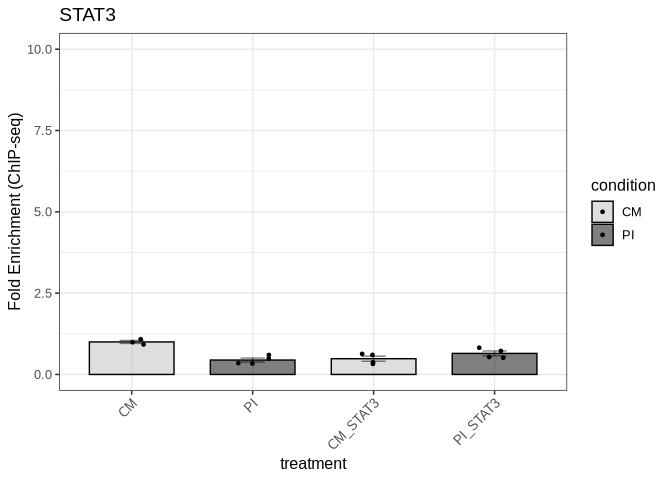 STAT3
10.0
7.5
5.0
2.5
0.0
Fold Enrichment (ChIP-seq)
CM
PI
CM_STAT3
PI_STAT3
treatment
condition
CM
PI